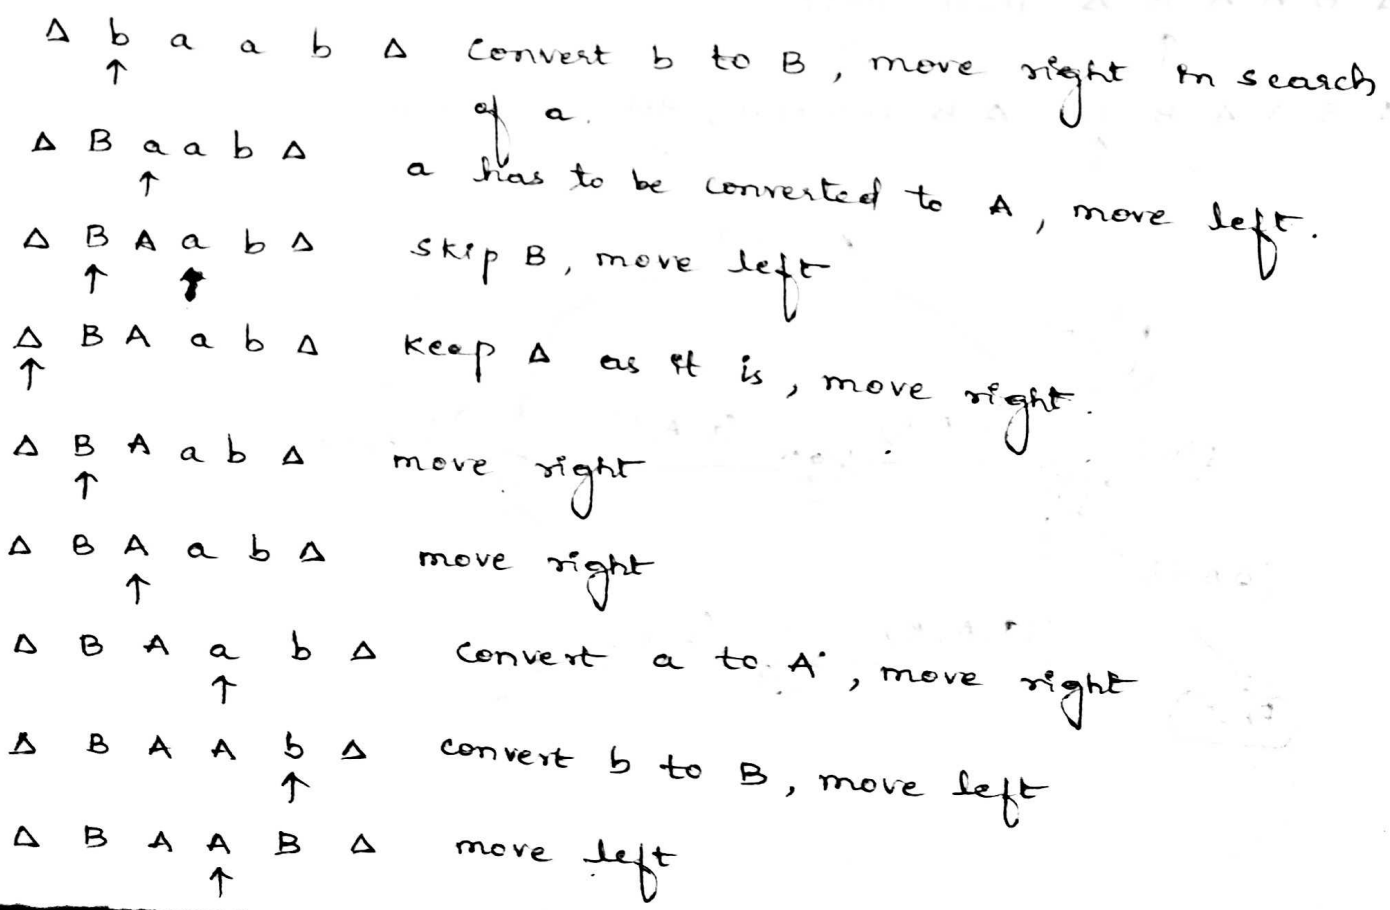 Δ b a a b Δ convert b to B, move right in search
↑ of a.
Δ B a a b Δ a has to be converted to A, move left.
↑
Δ B A a b Δ skip B, move left
↑ ↑
Δ B A a b Δ keep Δ as it is, move right.
↑
Δ B A a b Δ move right
↑
Δ B A a b Δ move right
↑
Δ B A a b Δ convert a to A, move right
↑
Δ B A A b Δ convert b to B, move left
↑
Δ B A A B Δ move left
↑